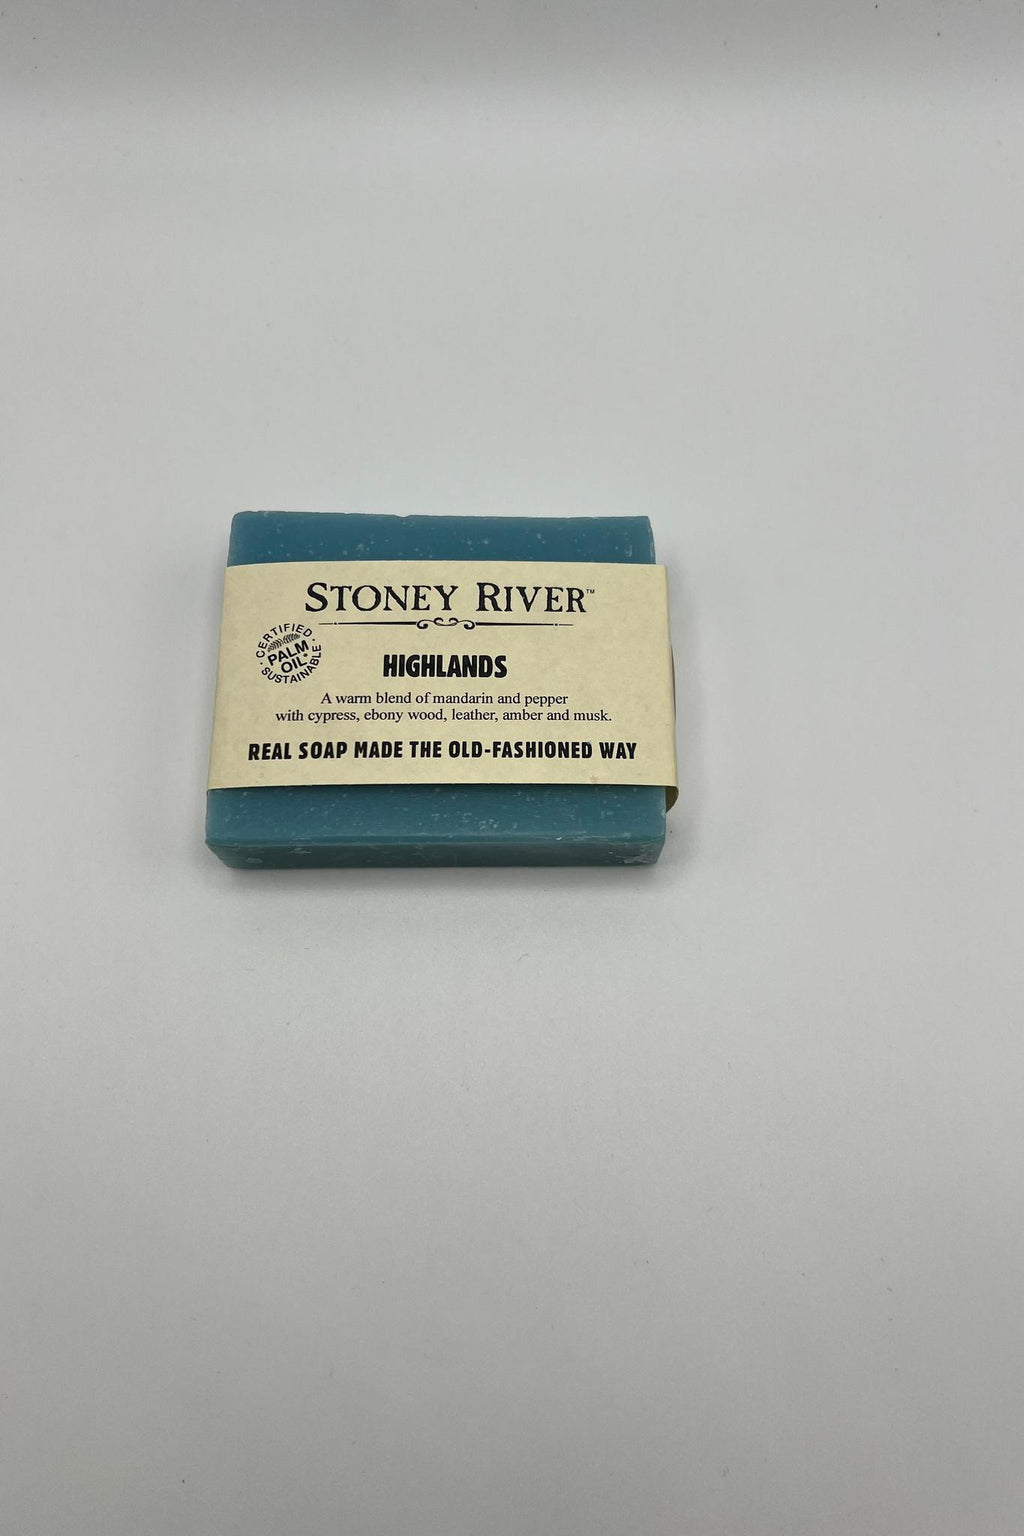 STONEY RIVER™
CERTIFIED
PALM
OIL
SUSTAINABLE
HIGHLANDS
A warm blend of mandarin and pepper
with cypress, ebony wood, leather, amber and musk.
REAL SOAP MADE THE OLD-FASHIONED WAY